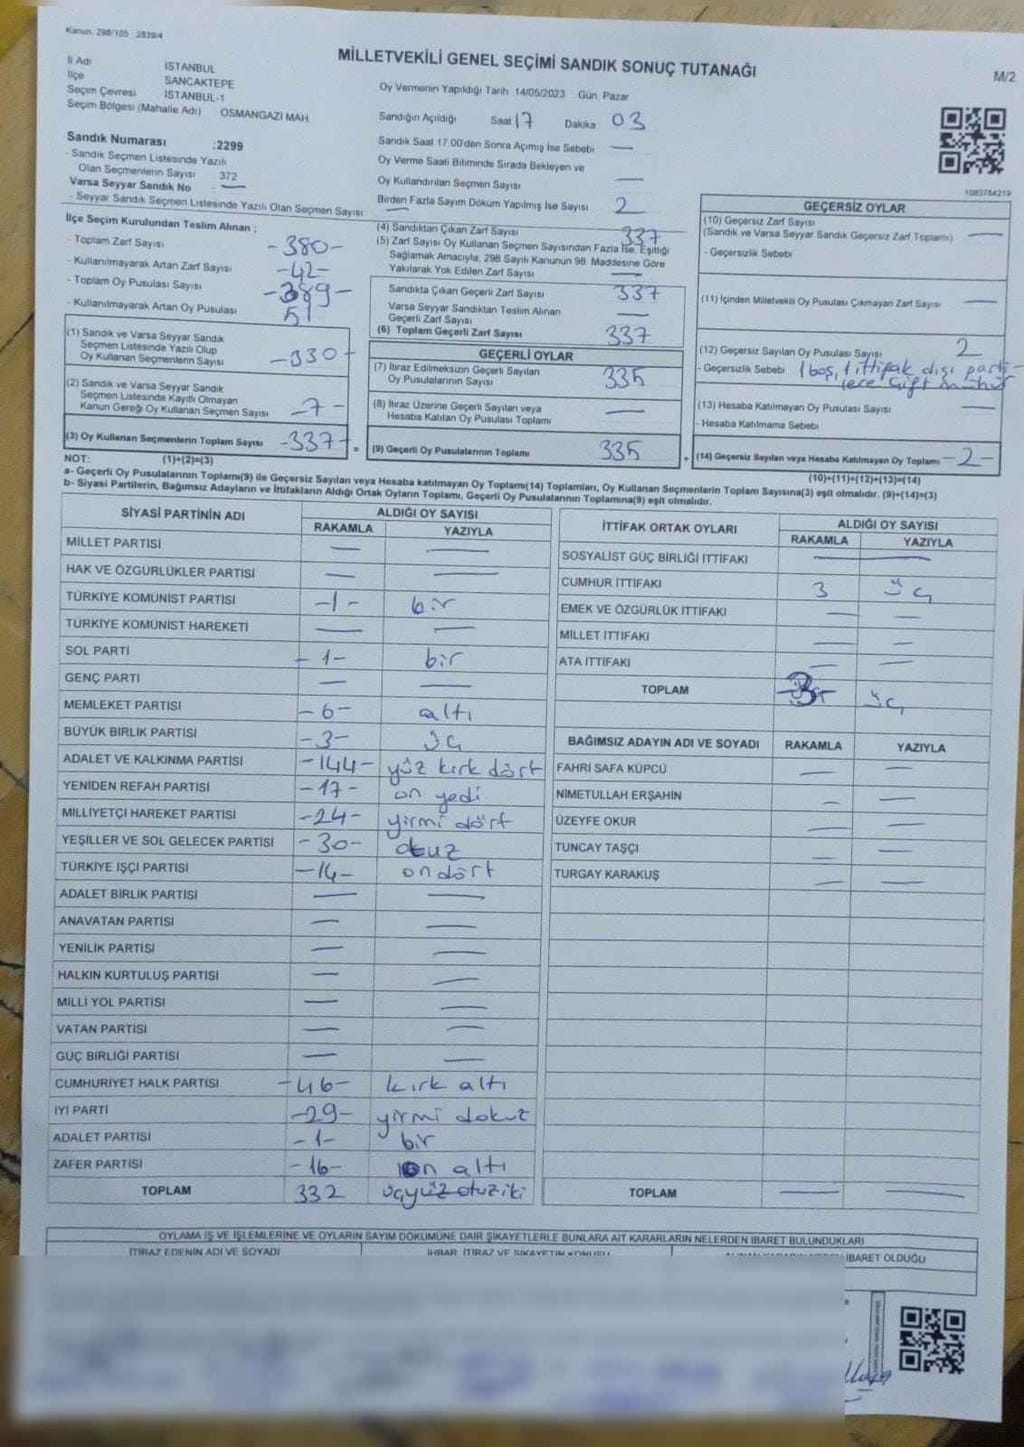 Kanun. 298/105 2839/4
MİLLETVEKİLİ GENEL SEÇİMİ SANDIK SONUÇ TUTANAĞI
M/2
İl Adı İSTANBUL
İlçe SANCAKTEPE
Seçim Çevresi İSTANBUL-1
Seçim Bölgesi (Mahalle Adı) OSMANGAZİ MAH
Oy Vermenin Yapıldığı Tarih 14/05/2023 Gün Pazar
Sandığın Açıldığı Saat 17 Dakika 03
Sandık Saat 17.00'den Sonra Açımış İse Sebebi —
Oy Verme Saati Bitiminde Sırada Bekleyen ve
Oy Kullandırılan Seçmen Sayısı —
Birden Fazla Sayım Döküm Yapılmış İse Sayısı 2
1083764219
Sandık Numarası :2299
- Sandık Seçmen Listesinde Yazılı
Olan Seçmenlerin Sayısı 372
Varsa Seyyar Sandık No : —
- Seyyar Sandık Seçmen Listesinde Yazılı Olan Seçmen Sayısı —
İlçe Seçim Kurulundan Teslim Alınan ;
- Toplam Zarf Sayısı -380-
- Kullanılmayarak Artan Zarf Sayısı -42-
- Toplam Oy Pusulası Sayısı -389-
- Kullanılmayarak Artan Oy Pusulası 51
(1) Sandık ve Varsa Seyyar Sandık
Seçmen Listesinde Yazılı Olup
Oy Kullanan Seçmenlerin Sayısı -330-
(2) Sandık ve Varsa Seyyar Sandık
Seçmen Listesinde Kayıtlı Olmayan
Kanun Gereği Oy Kullanan Seçmen Sayısı -7-
(3) Oy Kullanan Seçmenlerin Toplam Sayısı -337-
(4) Sandıktan Çıkan Zarf Sayısı 337
(5) Zarf Sayısı Oy Kullanan Seçmen Sayısından Fazla İse, Eşitliği
Sağlamak Amacıyla, 298 Sayılı Kanunun 98. Maddesine Göre
Yakılarak Yok Edilen Zarf Sayısı —
Sandıkta Çıkan Geçerli Zarf Sayısı 337
Varsa Seyyar Sandıktan Teslim Alınan
Geçerli Zarf Sayısı —
(6) Toplam Geçerli Zarf Sayısı 337
GEÇERLİ OYLAR
(7) İtiraz Edilmeksizin Geçerli Sayılan
Oy Pusulalarının Sayısı 335
(8) İtiraz Üzerine Geçerli Sayılan veya
Hesaba Katılan Oy Pusulası Toplamı —
= (9) Geçerli Oy Pusulalarının Toplamı 335
GEÇERSİZ OYLAR
(10) Geçersiz Zarf Sayısı
(Sandık ve Varsa Seyyar Sandık Geçersiz Zarf Toplamı) —
- Geçersizlik Sebebi
(11) İçinden Milletvekili Oy Pusulası Çıkmayan Zarf Sayısı —
(12) Geçersiz Sayılan Oy Pusulası Sayısı 2
- Geçersizlik Sebebi 1 boş, 1 ittifak dışı parti-
lere çift mühür
(13) Hesaba Katılmayan Oy Pusulası Sayısı —
- Hesaba Katılmama Sebebi
+ (14) Geçersiz Sayılan veya Hesaba Katılmayan Oy Toplamı -2-
NOT: (1)+(2)=(3) (10)+(11)+(12)+(13)=(14)
a- Geçerli Oy Pusulalarının Toplamı(9) ile Geçersiz Sayılan veya Hesaba katılmayan Oy Toplamı(14) Toplamları, Oy Kullanan Seçmenlerin Toplam Sayısına(3) eşit olmalıdır. (9)+(14)=(3)
b- Siyasi Partilerin, Bağımsız Adayların ve İttifakların Aldığı Ortak Oyların Toplamı, Geçerli Oy Pusulalarının Toplamına(9) eşit olmalıdır.
SİYASİ PARTİNİN ADI ALDIĞI OY SAYISI
RAKAMLA YAZIYLA
MİLLET PARTİSİ — —
HAK VE ÖZGÜRLÜKLER PARTİSİ — —
TÜRKİYE KOMÜNİST PARTİSİ -1- bir
TÜRKİYE KOMÜNİST HAREKETİ — —
SOL PARTİ -1- bir
GENÇ PARTİ — —
MEMLEKET PARTİSİ -6- altı
BÜYÜK BİRLİK PARTİSİ -3- üç
ADALET VE KALKINMA PARTİSİ -144- yüz kırk dört
YENİDEN REFAH PARTİSİ -17- on yedi
MİLLİYETÇİ HAREKET PARTİSİ -24- yirmi dört
YEŞİLLER VE SOL GELECEK PARTİSİ -30- otuz
TÜRKİYE İŞÇİ PARTİSİ -14- ondört
ADALET BİRLİK PARTİSİ — —
ANAVATAN PARTİSİ — —
YENİLİK PARTİSİ — —
HALKIN KURTULUŞ PARTİSİ — —
MİLLİ YOL PARTİSİ — —
VATAN PARTİSİ — —
GÜÇ BİRLİĞİ PARTİSİ — —
CUMHURİYET HALK PARTİSİ -46- kırk altı
İYİ PARTİ -29- yirmi dokuz
ADALET PARTİSİ -1- bir
ZAFER PARTİSİ -16- on altı
TOPLAM 332 üçyüz otuziki
İTTİFAK ORTAK OYLARI ALDIĞI OY SAYISI
RAKAMLA YAZIYLA
SOSYALİST GÜÇ BİRLİĞİ İTTİFAKI — —
CUMHUR İTTİFAKI 3 üç
EMEK VE ÖZGÜRLÜK İTTİFAKI — —
MİLLET İTTİFAKI — —
ATA İTTİFAKI — —
TOPLAM 3 üç
BAĞIMSIZ ADAYIN ADI VE SOYADI RAKAMLA YAZIYLA
FAHRİ SAFA KÜPCÜ — —
NİMETULLAH ERŞAHİN — —
ÜZEYFE OKUR — —
TUNCAY TAŞÇI — —
TURGAY KARAKUŞ — —
TOPLAM — —
OYLAMA İŞ VE İŞLEMLERİNE VE OYLARIN SAYIM DÖKÜMÜNE DAİR ŞİKAYETLERLE BUNLARA AİT KARARLARIN NELERDEN İBARET BULUNDUKLARI
İTİRAZ EDENİN ADI VE SOYADI İHBAR, İTİRAZ VE ŞİKAYETİN KONUSU İBARET OLDUĞU